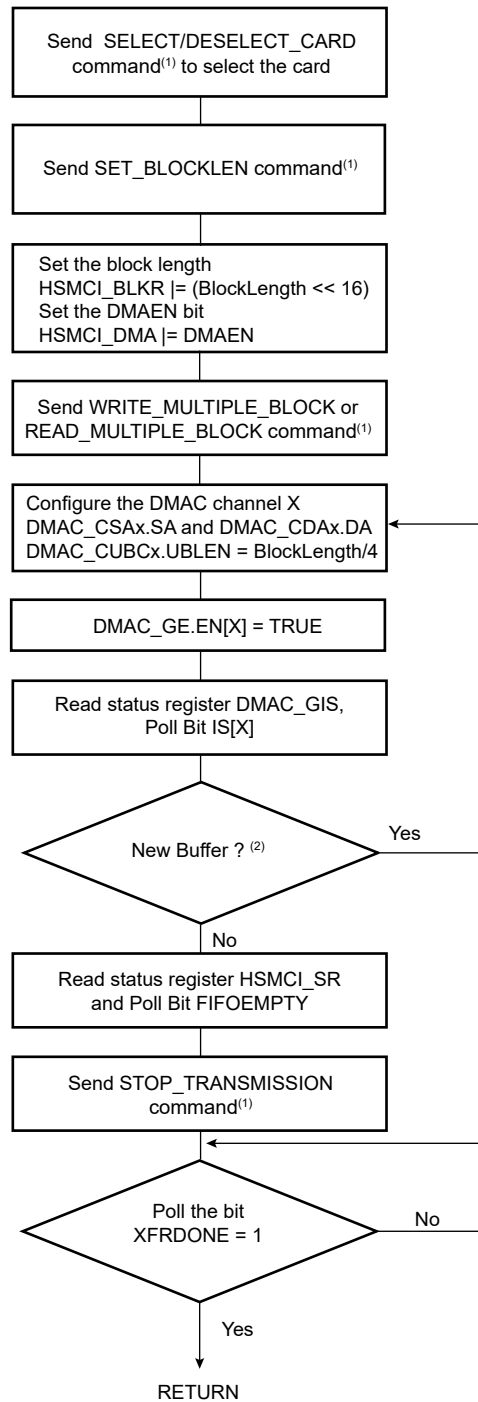 Send SELECT/DESELECT_CARD
command(1) to select the card
Send SET_BLOCKLEN command(1)
Set the block length
HSMCI_BLKR |= (BlockLength << 16)
Set the DMAEN bit
HSMCI_DMA |= DMAEN
Send WRITE_MULTIPLE_BLOCK or
READ_MULTIPLE_BLOCK command(1)
Configure the DMAC channel X
DMAC_CSAx.SA and DMAC_CDAx.DA
DMAC_CUBCx.UBLEN = BlockLength/4
DMAC_GE.EN[X] = TRUE
Read status register DMAC_GIS,
Poll Bit IS[X]
New Buffer ? (2)
Yes
No
Read status register HSMCI_SR
and Poll Bit FIFOEMPTY
Send STOP_TRANSMISSION
command(1)
Poll the bit
XFRDONE = 1
No
Yes
RETURN